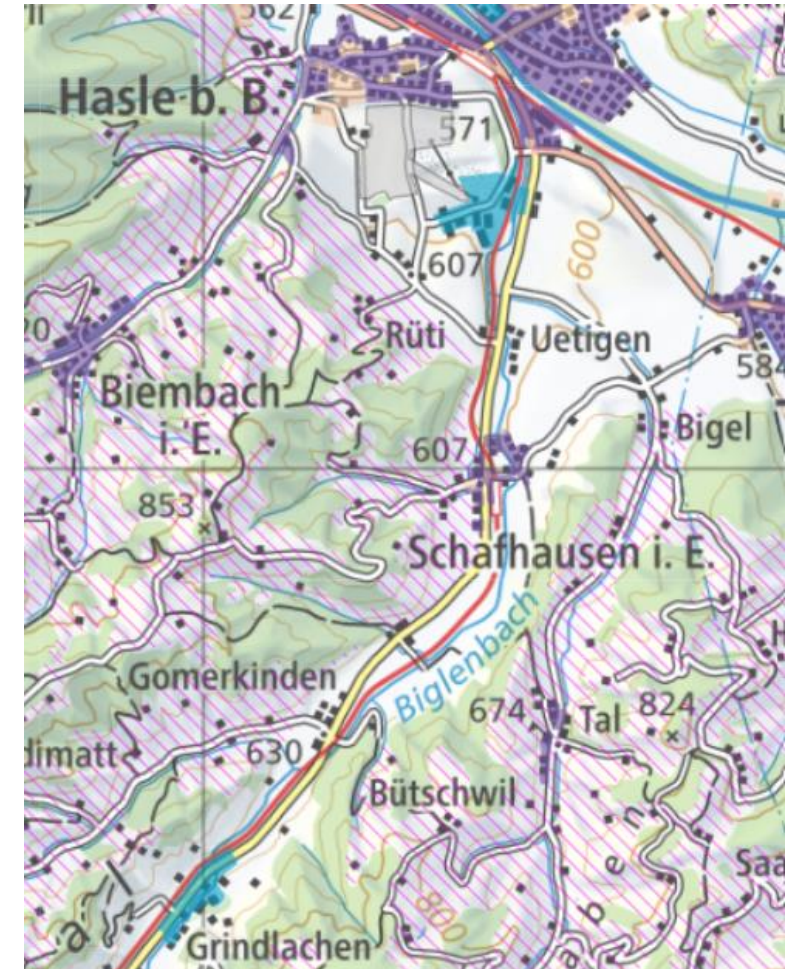 562
Hasle b. B.
571
600
607
Rüti
Uetigen
584
Biembach
i. E.
Bigel
607
853
Schafhausen i. E.
Biglenbach
Gomerkinden
674
Tal
824
630
Bütschwil
800
Grindlachen